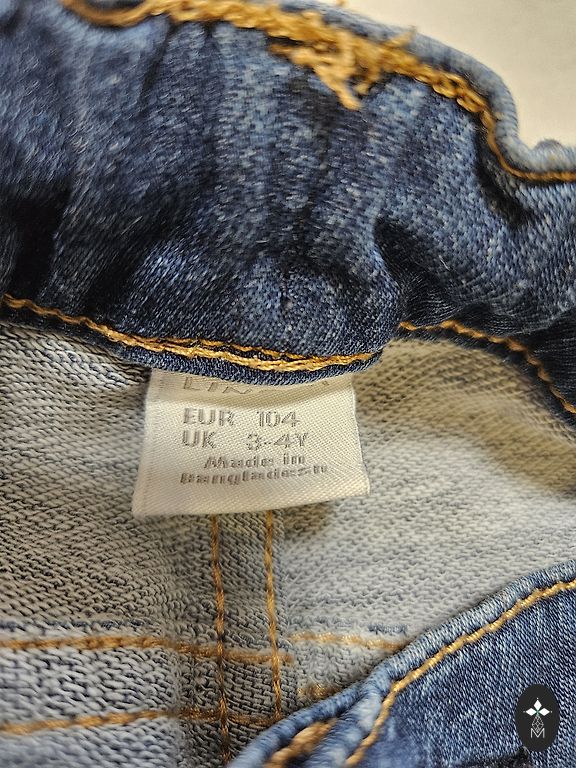 EUR 104
UK 3-4Y
Made in
Bangladesh
M